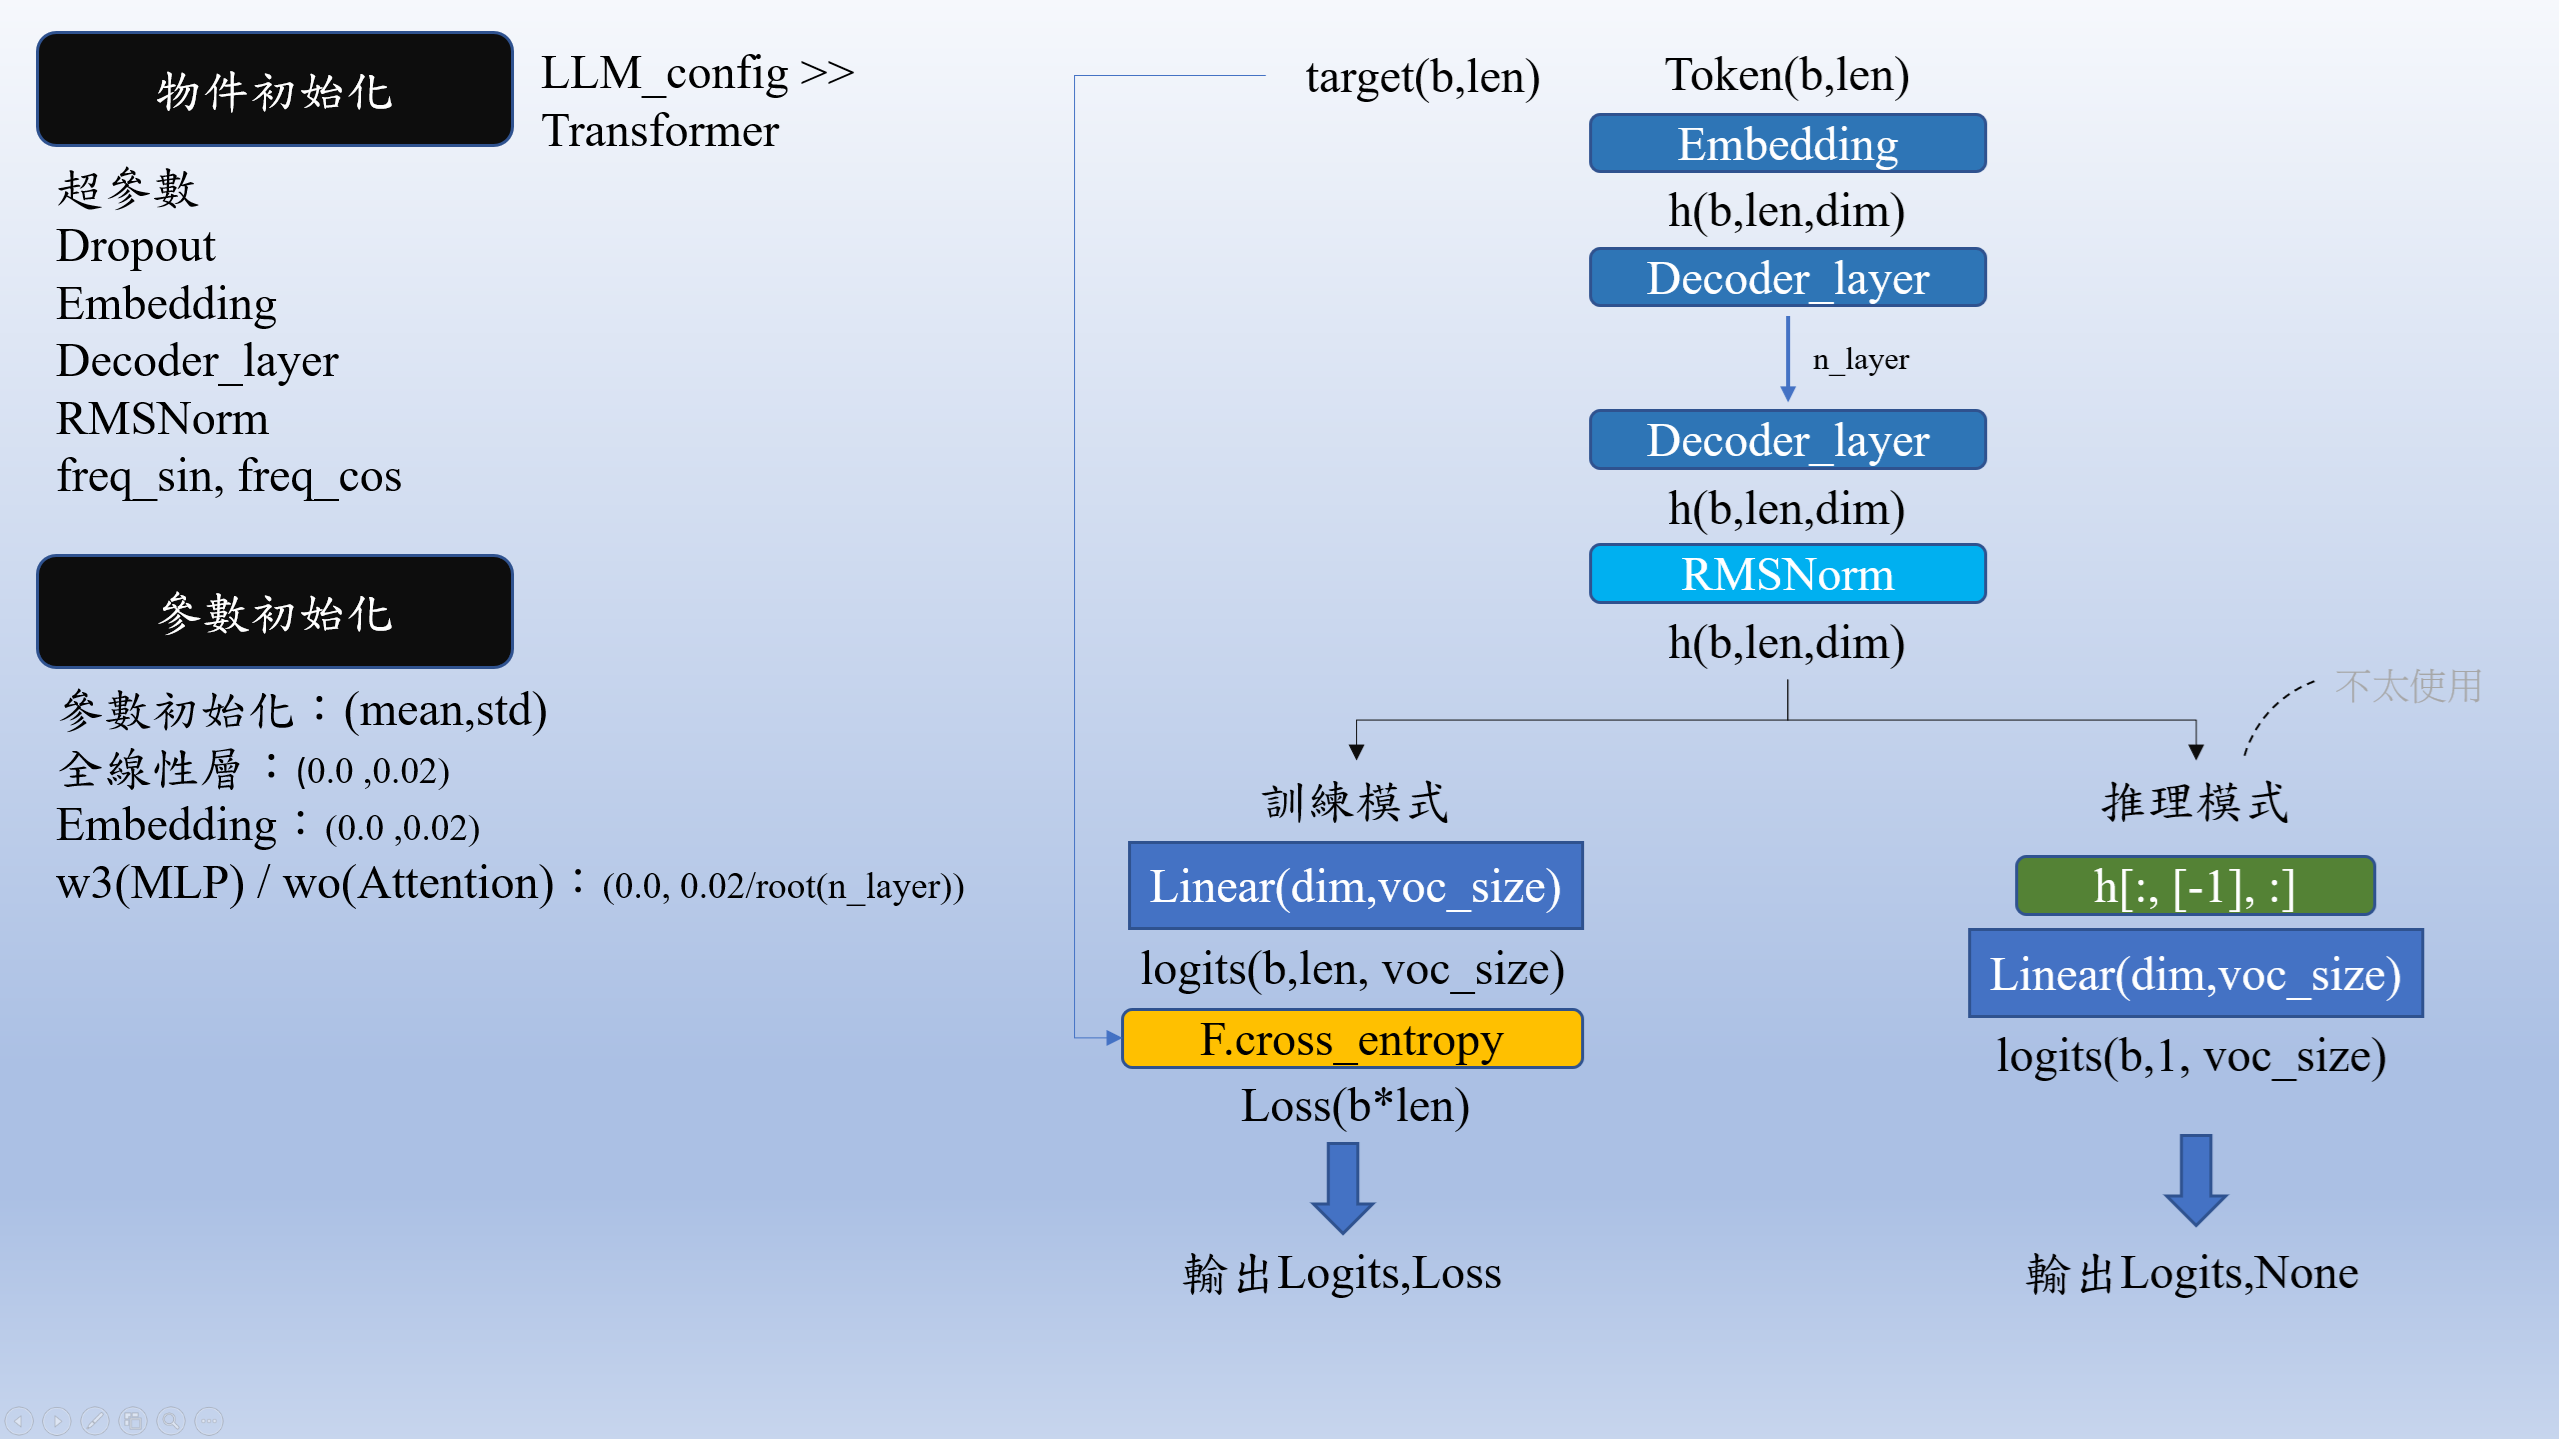 物件初始化
LLM_config >>
Transformer
超參數
Dropout
Embedding
Decoder_layer
RMSNorm
freq_sin, freq_cos
參數初始化
參數初始化：(mean,std)
全線性層：(0.0 ,0.02)
Embedding：(0.0 ,0.02)
w3(MLP) / wo(Attention)：(0.0, 0.02/root(n_layer))
target(b,len)
Token(b,len)
Embedding
h(b,len,dim)
Decoder_layer
n_layer
Decoder_layer
h(b,len,dim)
RMSNorm
h(b,len,dim)
訓練模式
Linear(dim,voc_size)
logits(b,len, voc_size)
F.cross_entropy
Loss(b*len)
輸出Logits,Loss
不太使用
推理模式
h[:, [-1], :]
Linear(dim,voc_size)
logits(b,1, voc_size)
輸出Logits,None